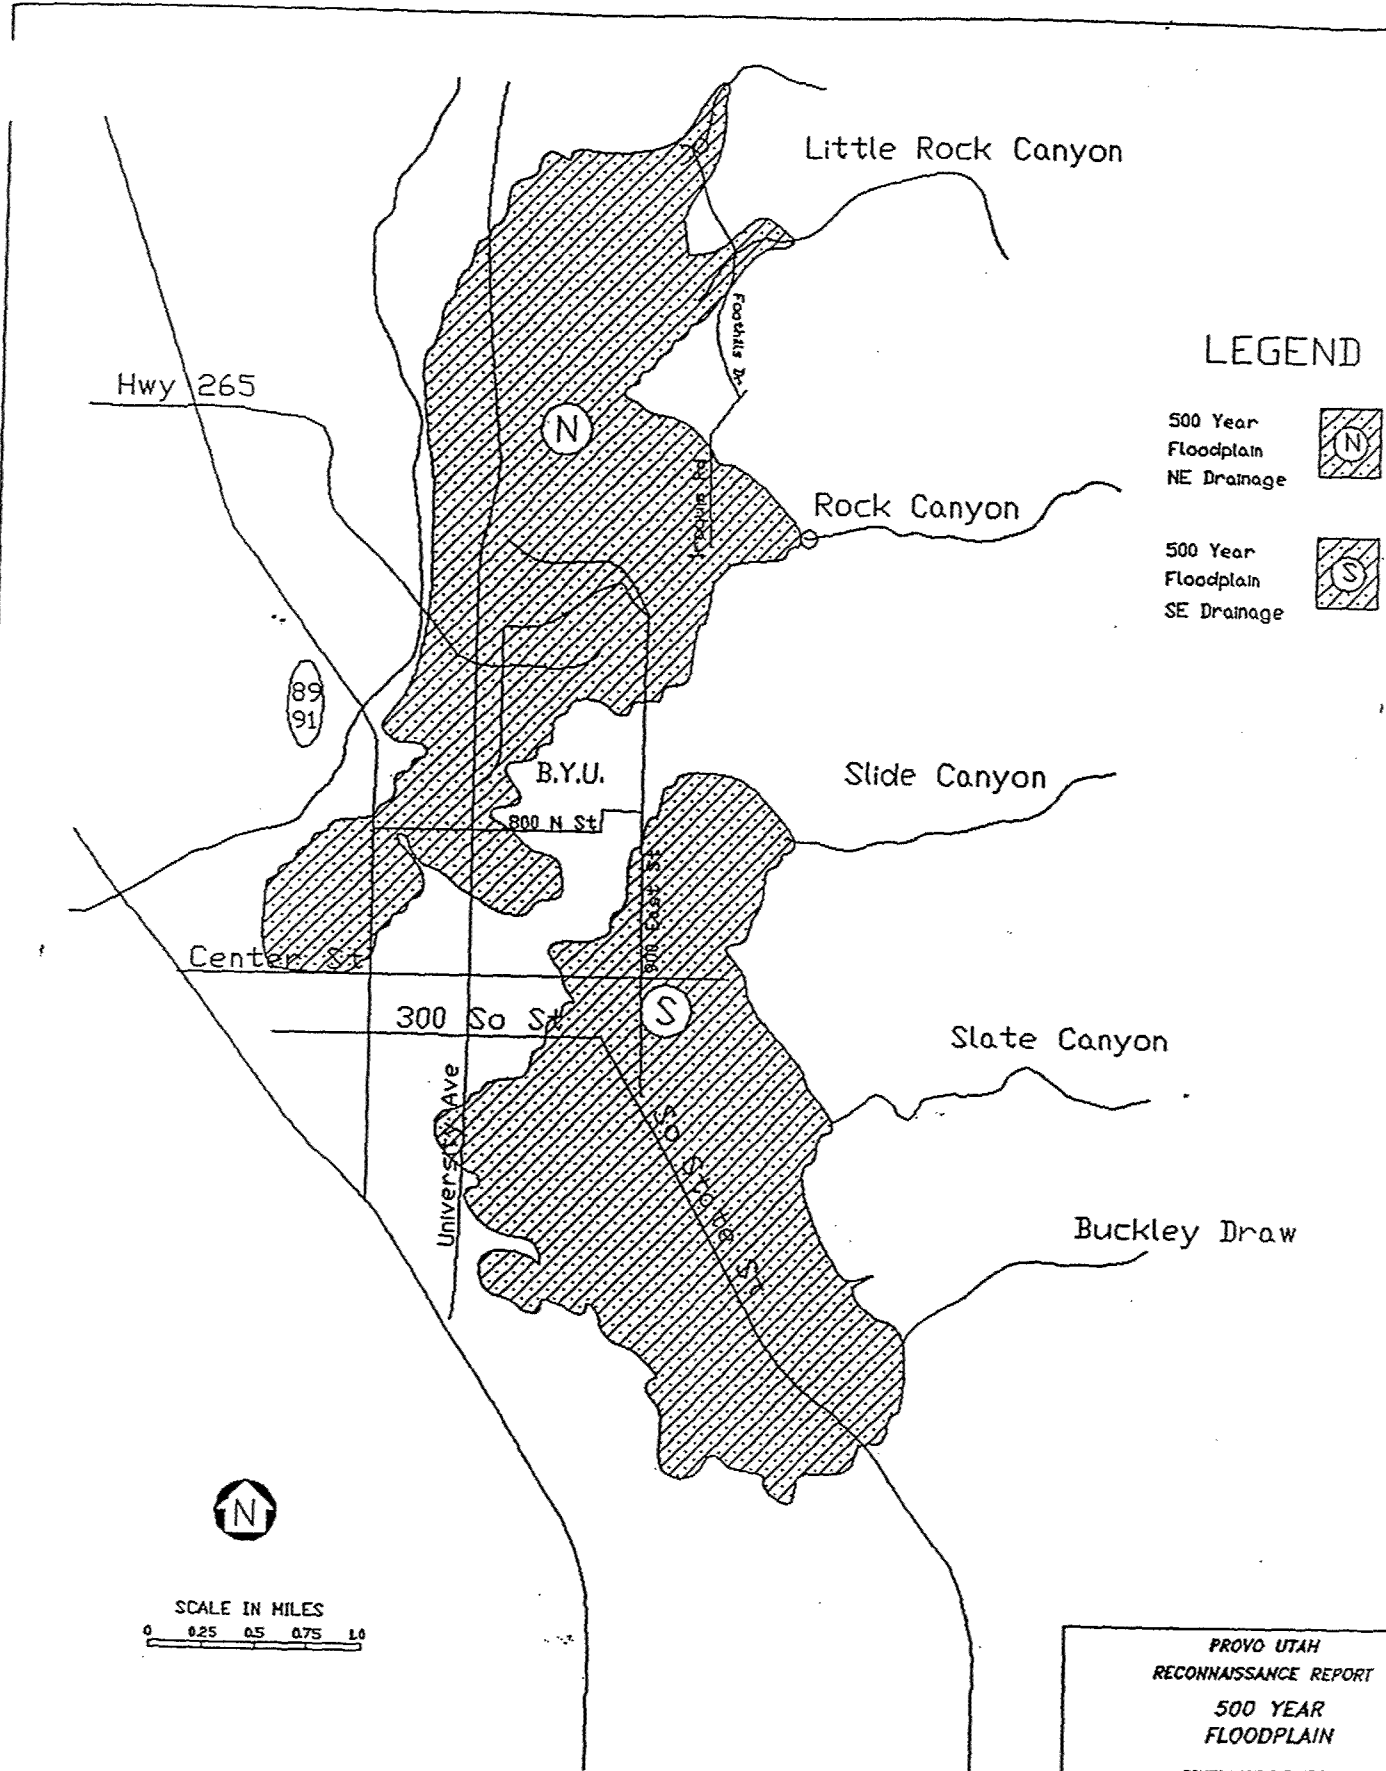 Little Rock Canyon
Foothills Dr.
LEGEND
Hwy 265
500 Year
Floodplain
NE Drainage
N
N
Rock Canyon
500 Year
Floodplain
SE Drainage
S
89
91
B.Y.U.
Slide Canyon
800 N St
900 East St
Center St
300 So St
S
Slate Canyon
University Ave
So State St
Buckley Draw
N
SCALE IN MILES
0 0.25 0.5 0.75 1.0
PROVO UTAH
RECONNAISSANCE REPORT
500 YEAR
FLOODPLAIN